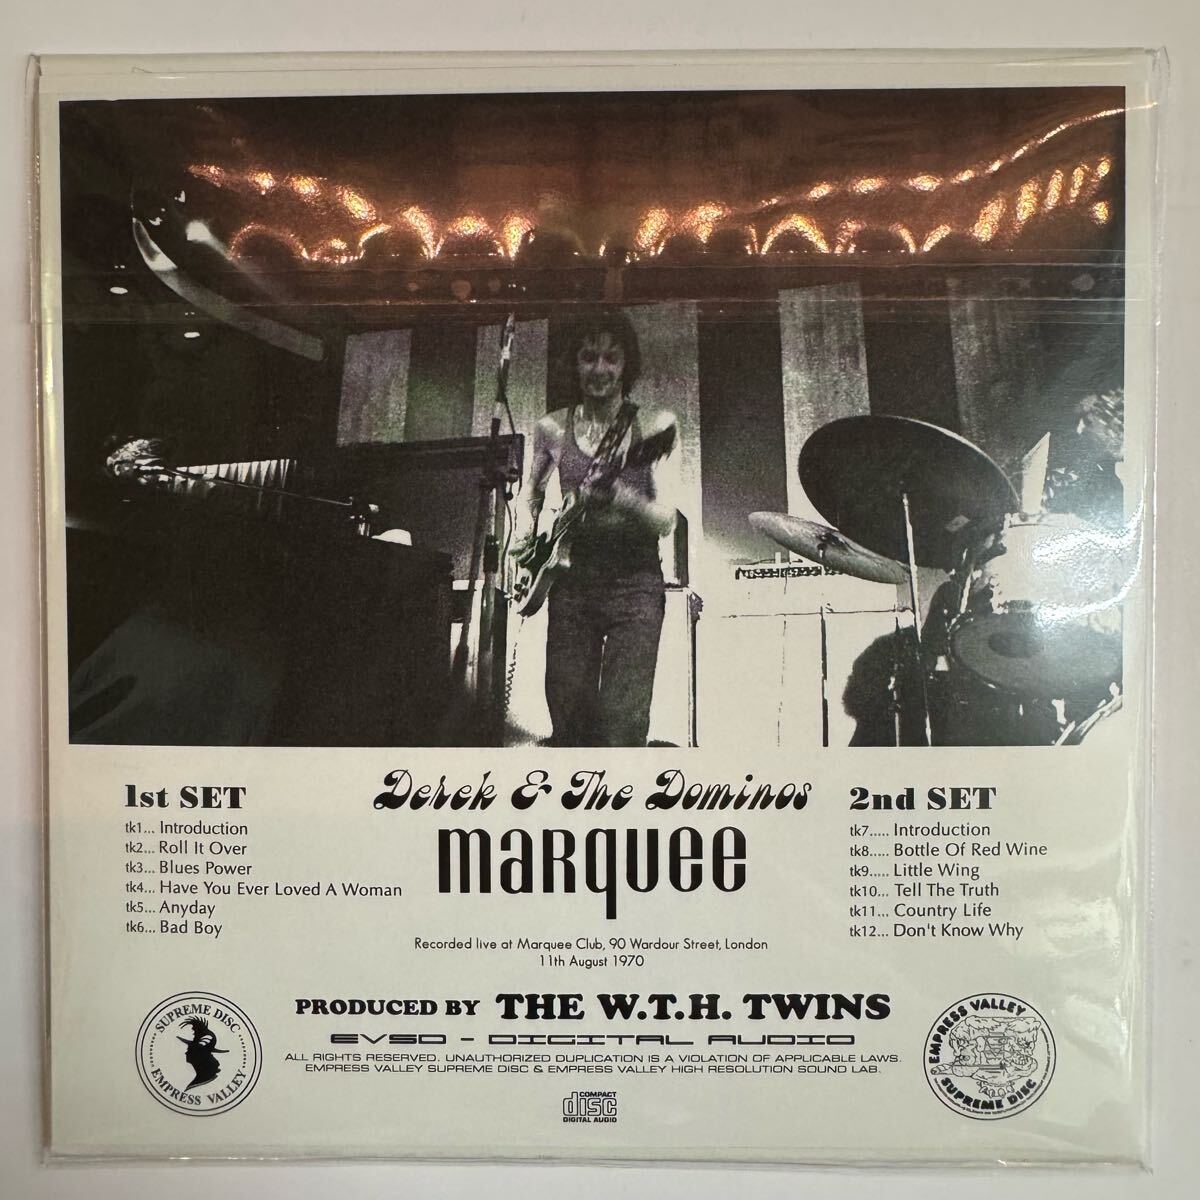 1st SET
tk1... Introduction
tk2... Roll It Over
tk3... Blues Power
tk4... Have You Ever Loved A Woman
tk5... Anyday
tk6... Bad Boy
Derek & The Dominos
marquee
Recorded live at Marquee Club, 90 Wardour Street, London
11th August 1970
2nd SET
tk7..... Introduction
tk8..... Bottle Of Red Wine
tk9..... Little Wing
tk10... Tell The Truth
tk11... Country Life
tk12... Don't Know Why
PRODUCED BY THE W.T.H. TWINS
EVSD - DIGITAL AUDIO
ALL RIGHTS RESERVED. UNAUTHORIZED DUPLICATION IS A VIOLATION OF APPLICABLE LAWS.
EMPRESS VALLEY SUPREME DISC & EMPRESS VALLEY HIGH RESOLUTION SOUND LAB.
SUPREME DISC
EMPRESS VALLEY
COMPACT
disc
DIGITAL AUDIO
EMPRESS VALLEY
SUPREME DISC